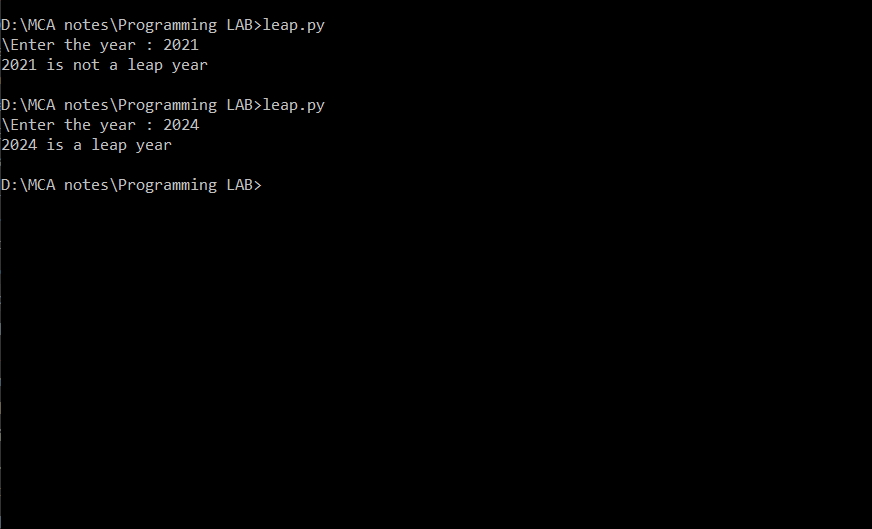 D:\MCA notes\Programming LAB>leap.py
\Enter the year : 2021
2021 is not a leap year
D:\MCA notes\Programming LAB>leap.py
\Enter the year : 2024
2024 is a leap year
D:\MCA notes\Programming LAB>